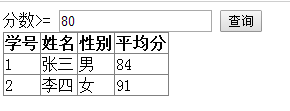 分数>= 80 查询
学号 姓名 性别 平均分
1 张三 男 84
2 李四 女 91